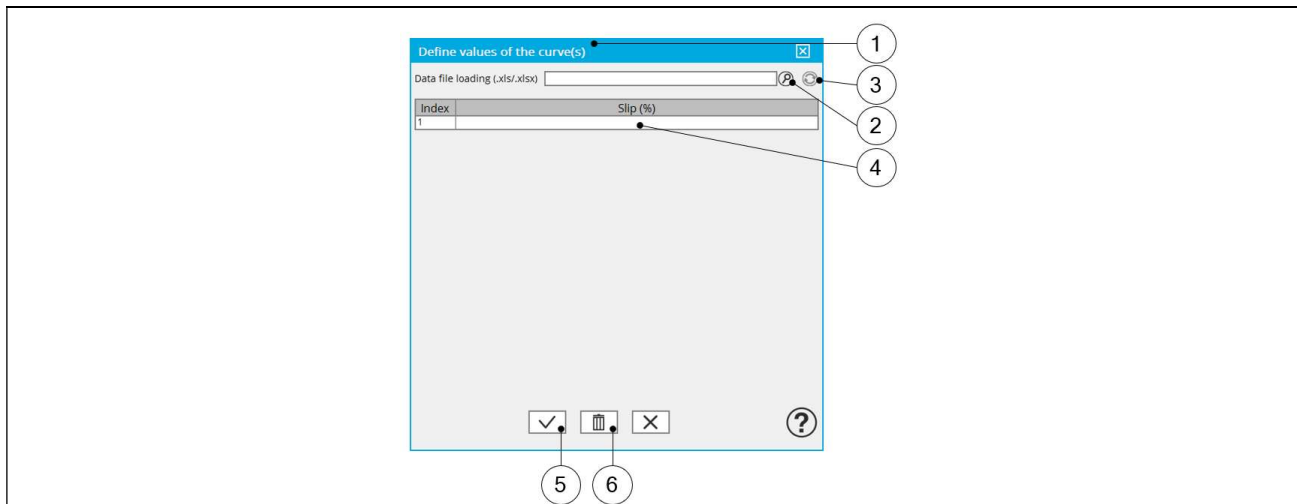 Define values of the curve(s)
1
Data file loading (.xls/.xlsx)
3
Index Slip (%)
1
2
4
?
5 6